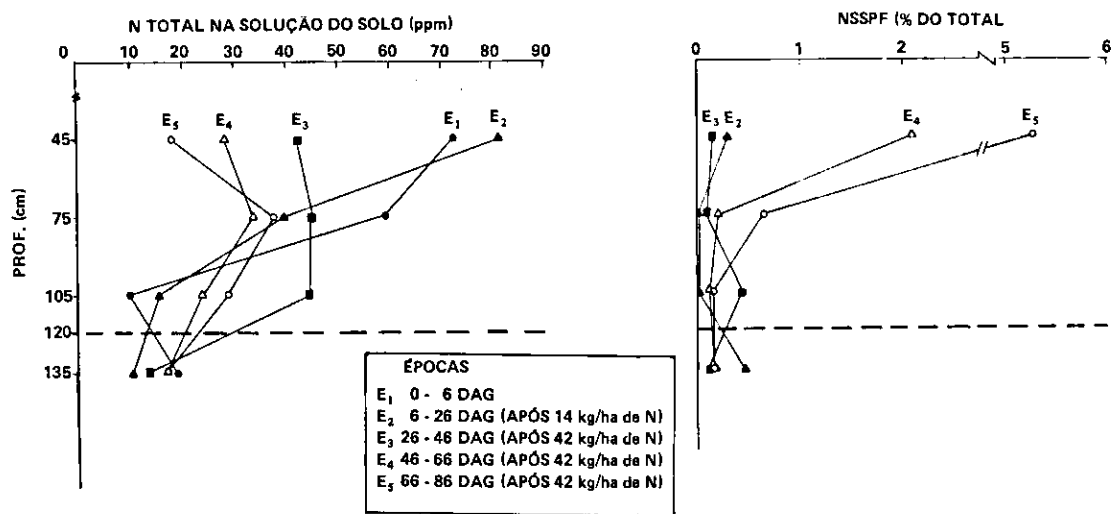 N TOTAL NA SOLUÇÃO DO SOLO (ppm)
0 10 20 30 40 50 60 70 80 90
E5 E4 E3 E1 E2
PROF. (cm)
45
75
105
120
135
NSSPF (% DO TOTAL
0 1 2 5 6
E3 E2 E4 E5
ÉPOCAS
E1 0 - 6 DAG
E2 6 - 26 DAG (APÓS 14 kg/ha de N)
E3 26 - 46 DAG (APÓS 42 kg/ha de N)
E4 46 - 66 DAG (APÓS 42 kg/ha de N)
E5 66 - 86 DAG (APÓS 42 kg/ha de N)